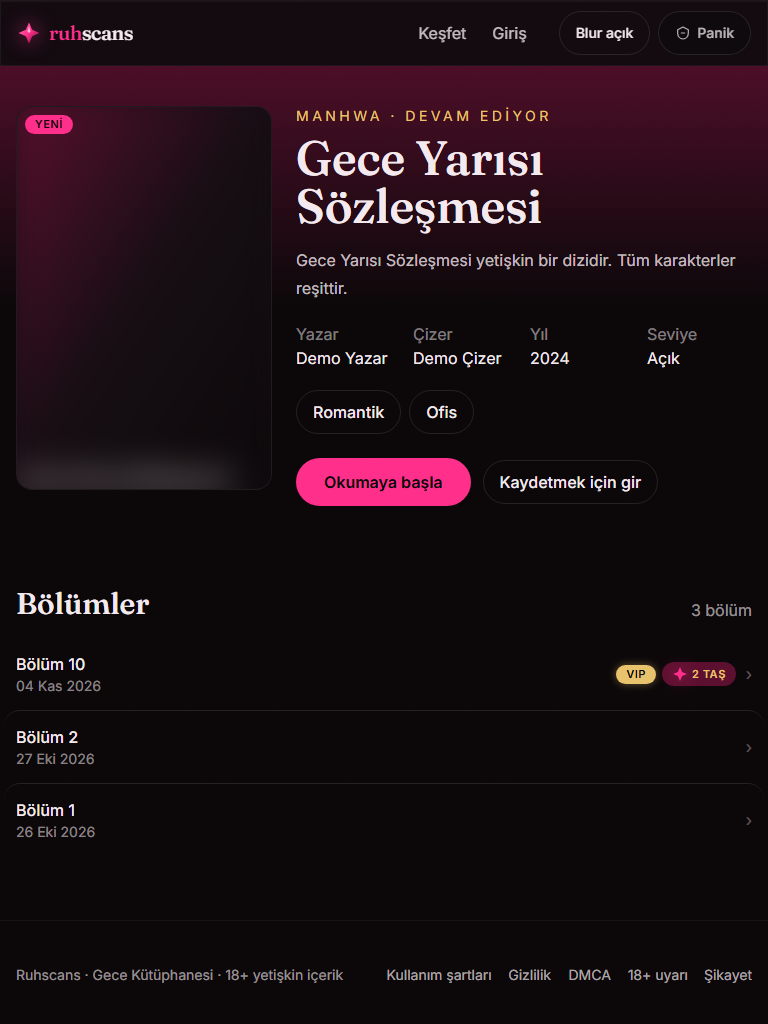 ruhscans
Keşfet
Giriş
Blur açık
Panik
YENİ
MANHWA · DEVAM EDİYOR
Gece Yarısı
Sözleşmesi
Gece Yarısı Sözleşmesi yetişkin bir dizidir. Tüm karakterler
reşittir.
Yazar
Demo Yazar
Çizer
Demo Çizer
Yıl
2024
Seviye
Açık
Romantik
Ofis
Okumaya başla
Kaydetmek için gir
Bölümler
3 bölüm
Bölüm 10
04 Kas 2026
VIP
2 TAŞ
Bölüm 2
27 Eki 2026
Bölüm 1
26 Eki 2026
Ruhscans · Gece Kütüphanesi · 18+ yetişkin içerik
Kullanım şartları
Gizlilik
DMCA
18+ uyarı
Şikayet